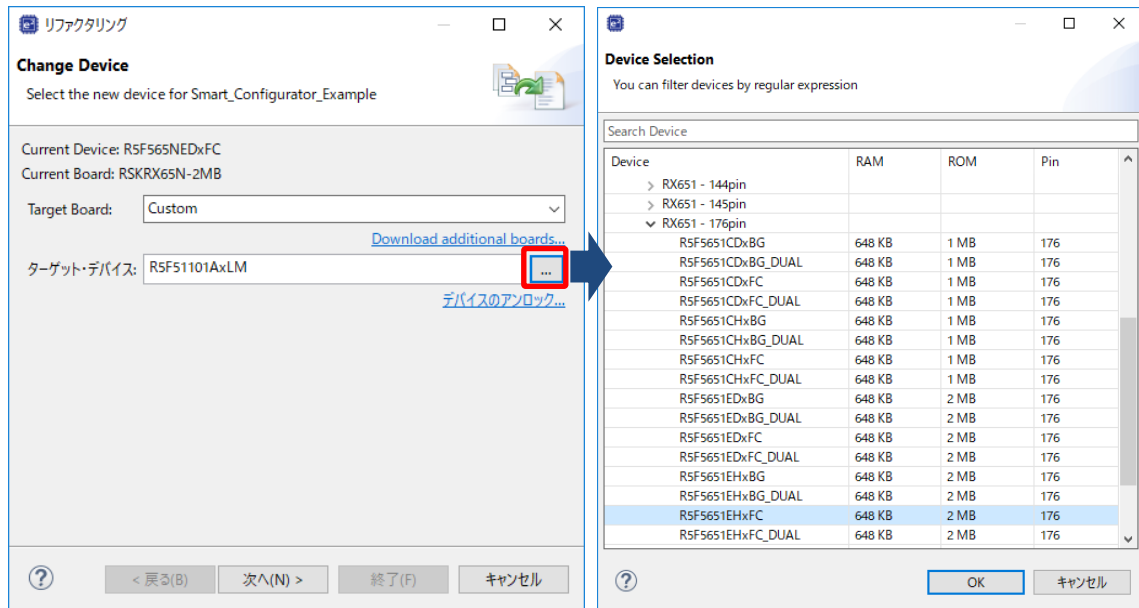 リファクタリング
Change Device
Select the new device for Smart_Configurator_Example
Current Device: R5F565NEDxFC
Current Board: RSKRX65N-2MB
Target Board: Custom
Download additional boards...
ターゲット・デバイス: R5F51101AxLM ...
デバイスのアンロック...
< 戻る(B) 次へ(N) > 終了(F) キャンセル
Device Selection
You can filter devices by regular expression
Search Device
Device RAM ROM Pin
RX651 - 144pin
RX651 - 145pin
RX651 - 176pin
R5F5651CDxBG 648 KB 1 MB 176
R5F5651CDxBG_DUAL 648 KB 1 MB 176
R5F5651CDxFC 648 KB 1 MB 176
R5F5651CDxFC_DUAL 648 KB 1 MB 176
R5F5651CHxBG 648 KB 1 MB 176
R5F5651CHxBG_DUAL 648 KB 1 MB 176
R5F5651CHxFC 648 KB 1 MB 176
R5F5651CHxFC_DUAL 648 KB 1 MB 176
R5F5651EDxBG 648 KB 2 MB 176
R5F5651EDxBG_DUAL 648 KB 2 MB 176
R5F5651EDxFC 648 KB 2 MB 176
R5F5651EDxFC_DUAL 648 KB 2 MB 176
R5F5651EHxBG 648 KB 2 MB 176
R5F5651EHxBG_DUAL 648 KB 2 MB 176
R5F5651EHxFC 648 KB 2 MB 176
R5F5651EHxFC_DUAL 648 KB 2 MB 176
OK キャンセル